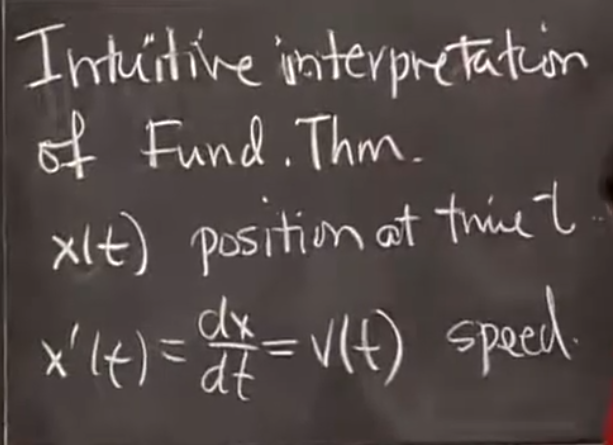 Intuitive interpretation
of Fund. Thm.
x(t) position at time t
x'(t) = dx/dt = v(t) speed.